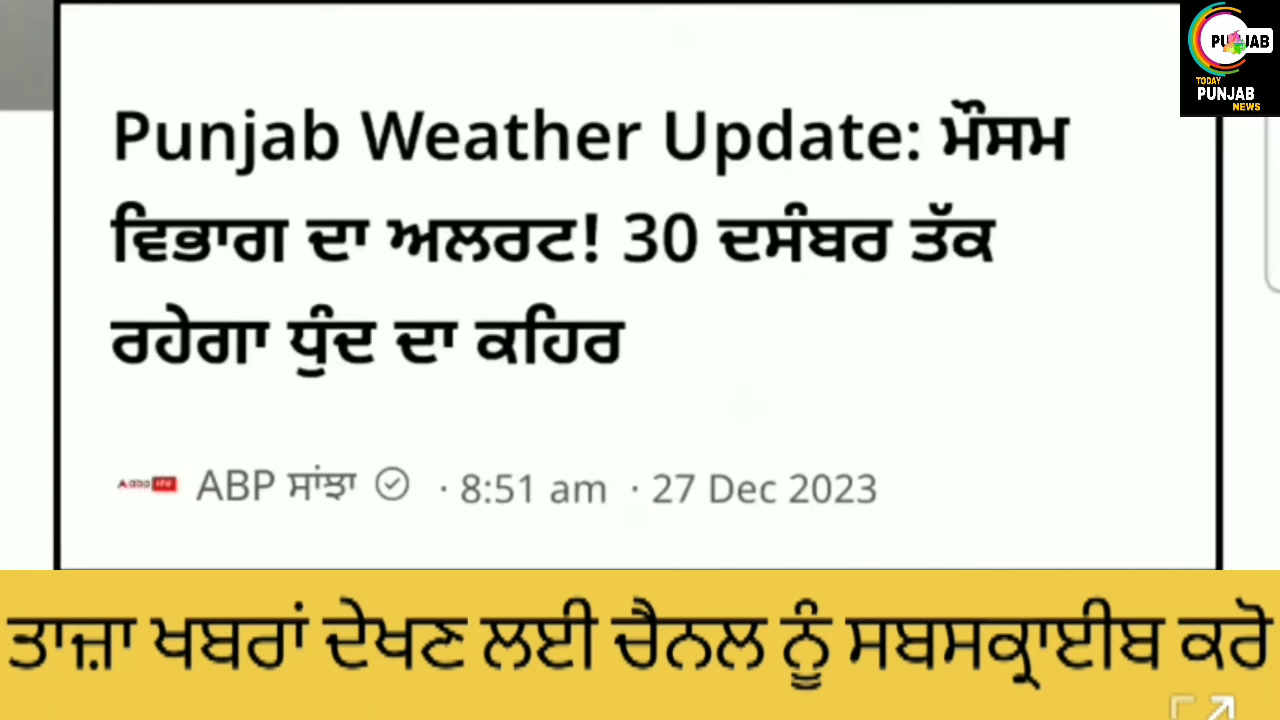 PUNJAB
TODAY
PUNJAB
NEWS
Punjab Weather Update: ਮੌਸਮ
ਵਿਭਾਗ ਦਾ ਅਲਰਟ! 30 ਦਸੰਬਰ ਤੱਕ
ਰਹੇਗਾ ਧੁੰਦ ਦਾ ਕਹਿਰ
ABP ਸਾਂਝਾ · 8:51 am · 27 Dec 2023
ਤਾਜ਼ਾ ਖਬਰਾਂ ਦੇਖਣ ਲਈ ਚੈਨਲ ਨੂੰ ਸਬਸਕ੍ਰਾਈਬ ਕਰੋ